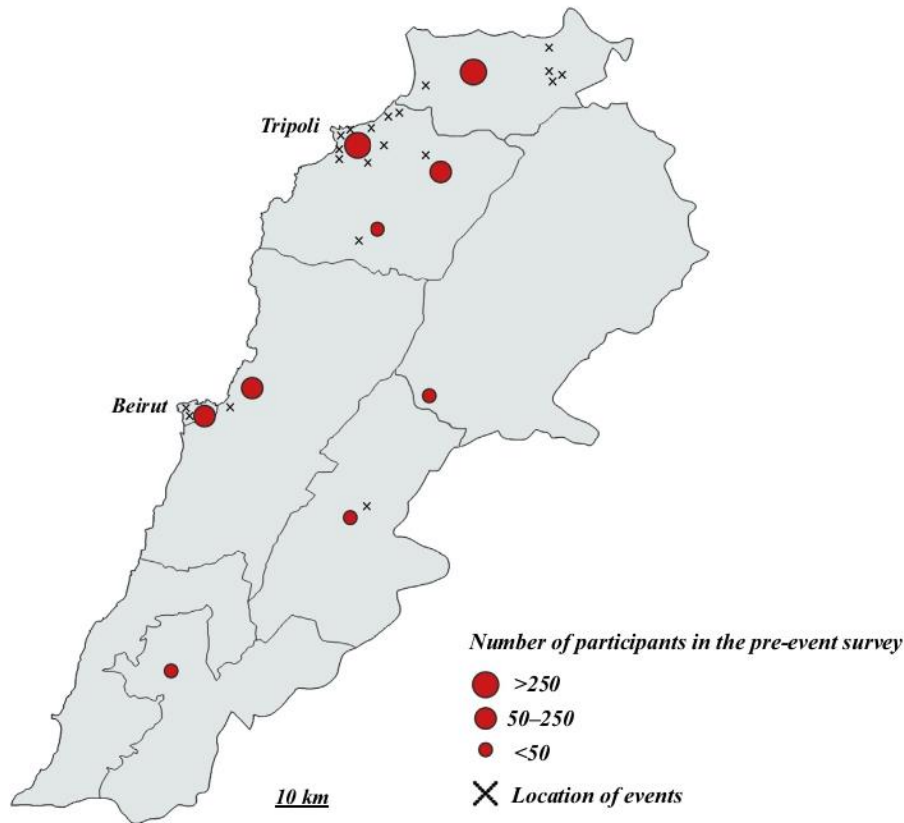 Tripoli
Beirut
Number of participants in the pre-event survey
>250
50–250
<50
Location of events
10 km